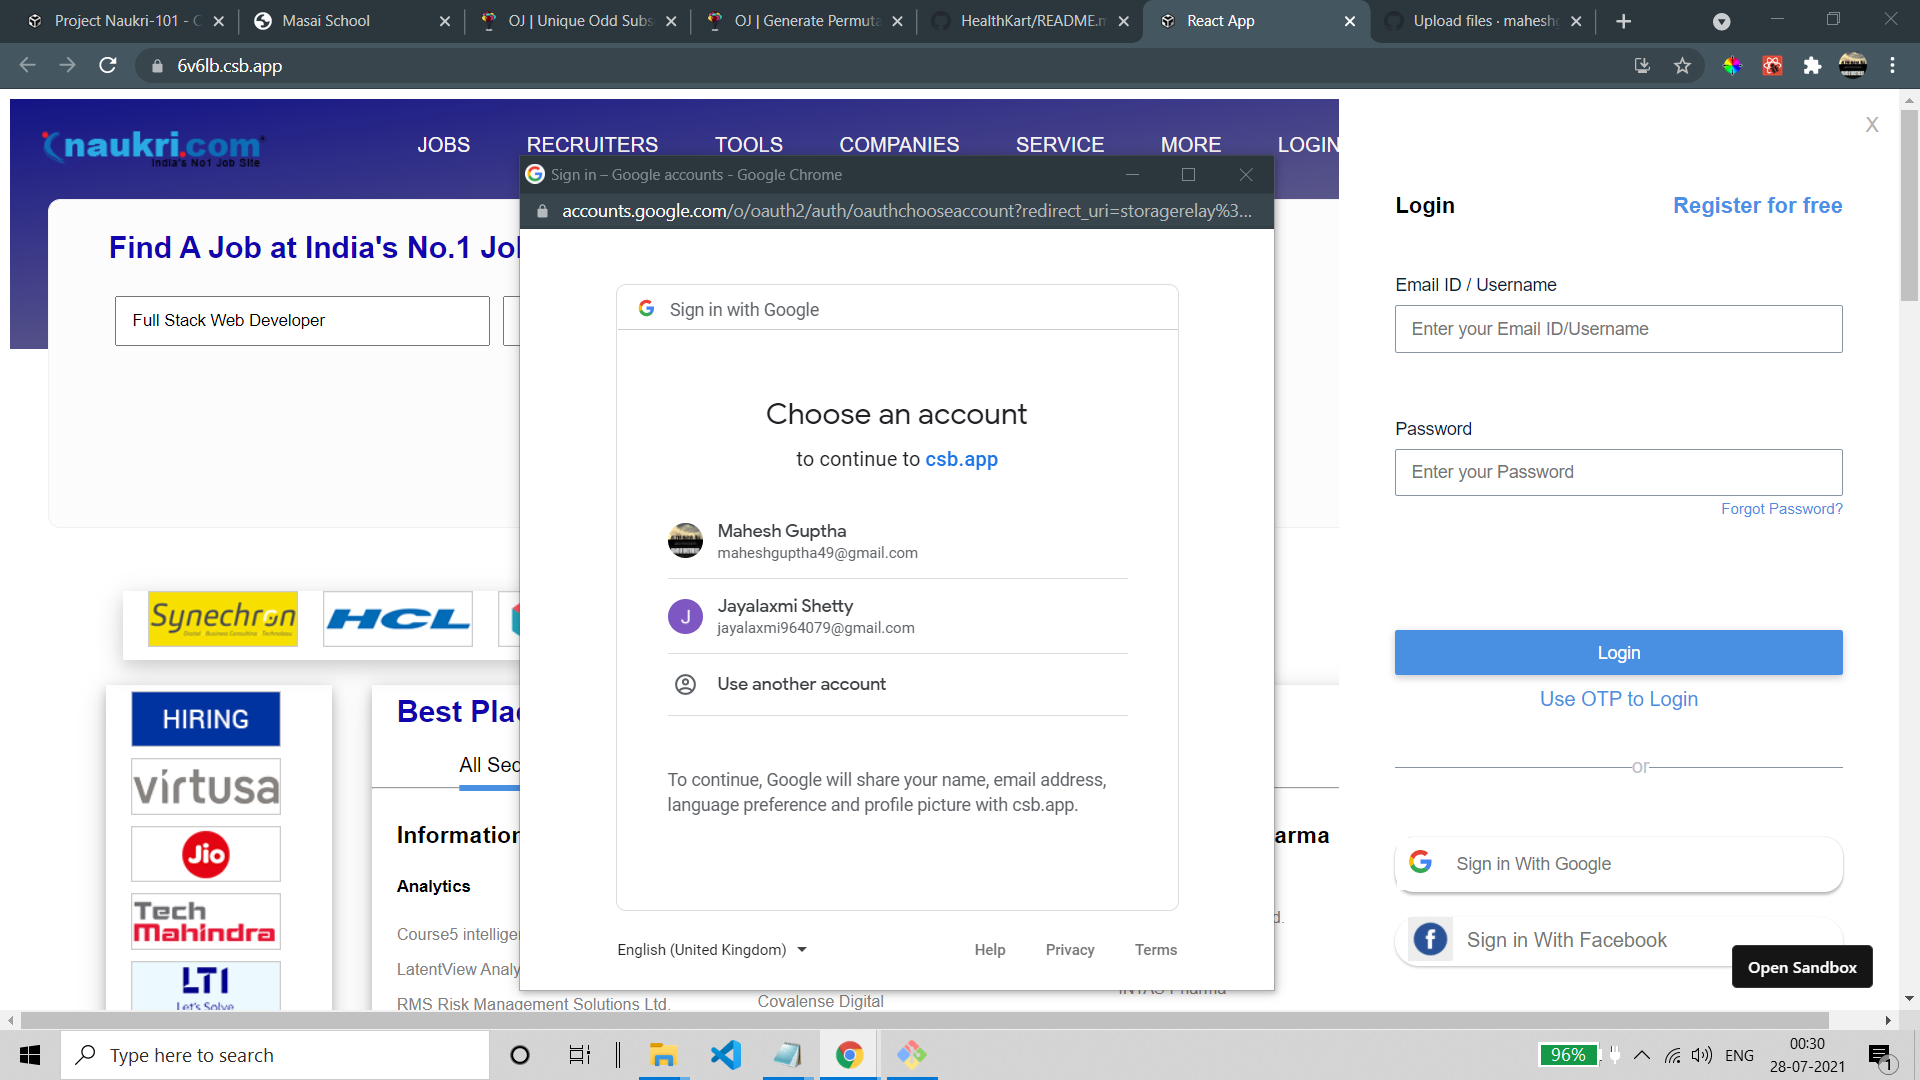 Project Naukri-101 - C
Masai School
OJ | Unique Odd Subs
OJ | Generate Permuta
HealthKart/README.m
React App
Upload files · maheshg
6v6lb.csb.app
naukri.com
India's No1 Job Site
JOBS
RECRUITERS
TOOLS
COMPANIES
SERVICE
MORE
LOGIN
Find A Job at India's No.1 Jo
Full Stack Web Developer
Synechron
Digital Business Consulting Technology
HCL
HIRING
virtusa
Jio
Tech
Mahindra
LTI
Let's Solve
Best Pla
All Sec
Information
Analytics
Course5 intellige
LatentView Analy
RMS Risk Management Solutions Ltd.
Covalense Digital
arma
d.
INTAS Pharma
Sign in – Google accounts - Google Chrome
accounts.google.com/o/oauth2/auth/oauthchooseaccount?redirect_uri=storagerelay%3...
Sign in with Google
Choose an account
to continue to csb.app
Mahesh Guptha
maheshguptha49@gmail.com
J
Jayalaxmi Shetty
jayalaxmi964079@gmail.com
Use another account
To continue, Google will share your name, email address,
language preference and profile picture with csb.app.
English (United Kingdom)
Help
Privacy
Terms
X
Login
Register for free
Email ID / Username
Enter your Email ID/Username
Password
Enter your Password
Forgot Password?
Login
Use OTP to Login
or
Sign in With Google
Sign in With Facebook
Open Sandbox
Type here to search
96%
ENG
00:30
28-07-2021
1